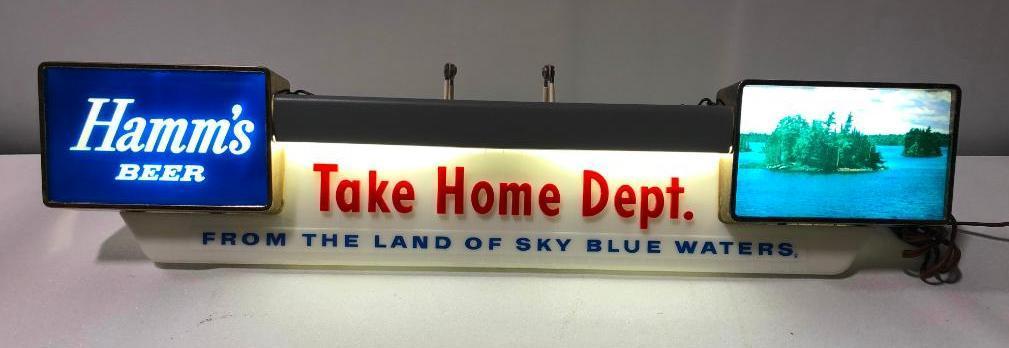 Hamm's
BEER
Take Home Dept.
FROM THE LAND OF SKY BLUE WATERS.